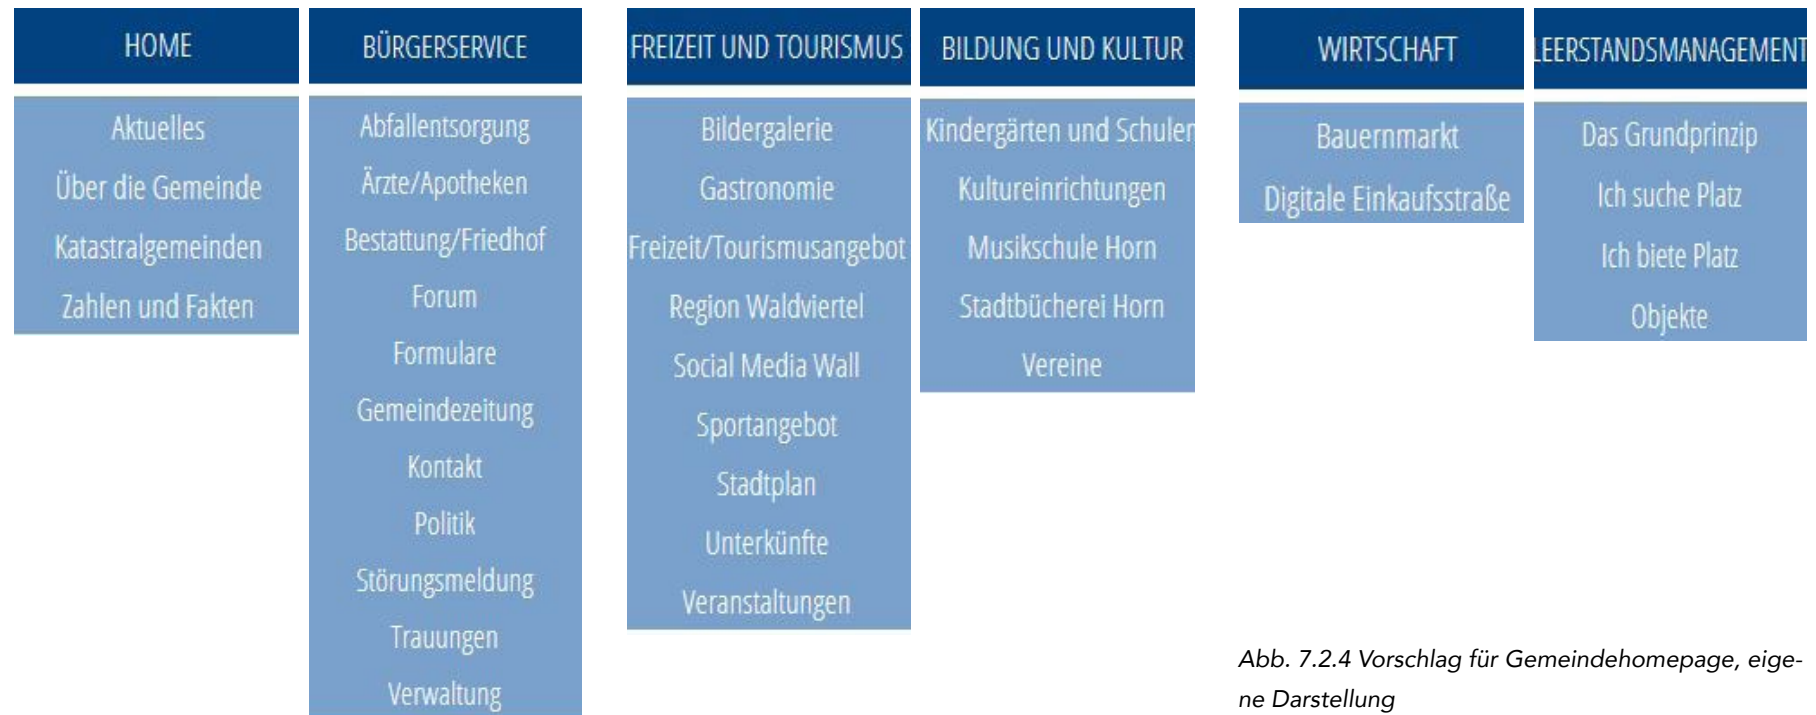 HOME
Aktuelles
Über die Gemeinde
Katastralgemeinden
Zahlen und Fakten
BÜRGERSERVICE
Abfallentsorgung
Ärzte/Apotheken
Bestattung/Friedhof
Forum
Formulare
Gemeindezeitung
Kontakt
Politik
Störungsmeldung
Trauungen
Verwaltung
FREIZEIT UND TOURISMUS
Bildergalerie
Gastronomie
Freizeit/Tourismusangebot
Region Waldviertel
Social Media Wall
Sportangebot
Stadtplan
Unterkünfte
Veranstaltungen
BILDUNG UND KULTUR
Kindergärten und Schulen
Kultureinrichtungen
Musikschule Horn
Stadtbücherei Horn
Vereine
WIRTSCHAFT
Bauernmarkt
Digitale Einkaufsstraße
LEERSTANDSMANAGEMENT
Das Grundprinzip
Ich suche Platz
Ich biete Platz
Objekte
Abb. 7.2.4 Vorschlag für Gemeindehomepage, eige-
ne Darstellung